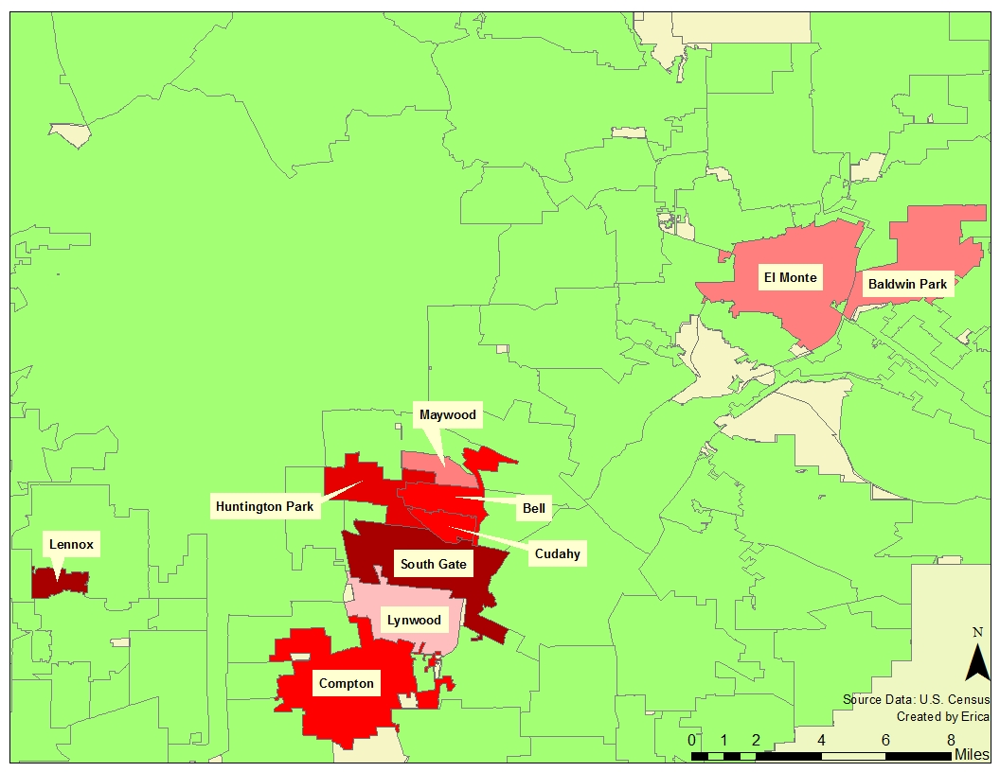 El Monte
Baldwin Park
Maywood
Huntington Park
Bell
Lennox
Cudahy
South Gate
Lynwood
N
Compton
Source Data: U.S. Census
Created by Erica
0 1 2 4 6 8
Miles